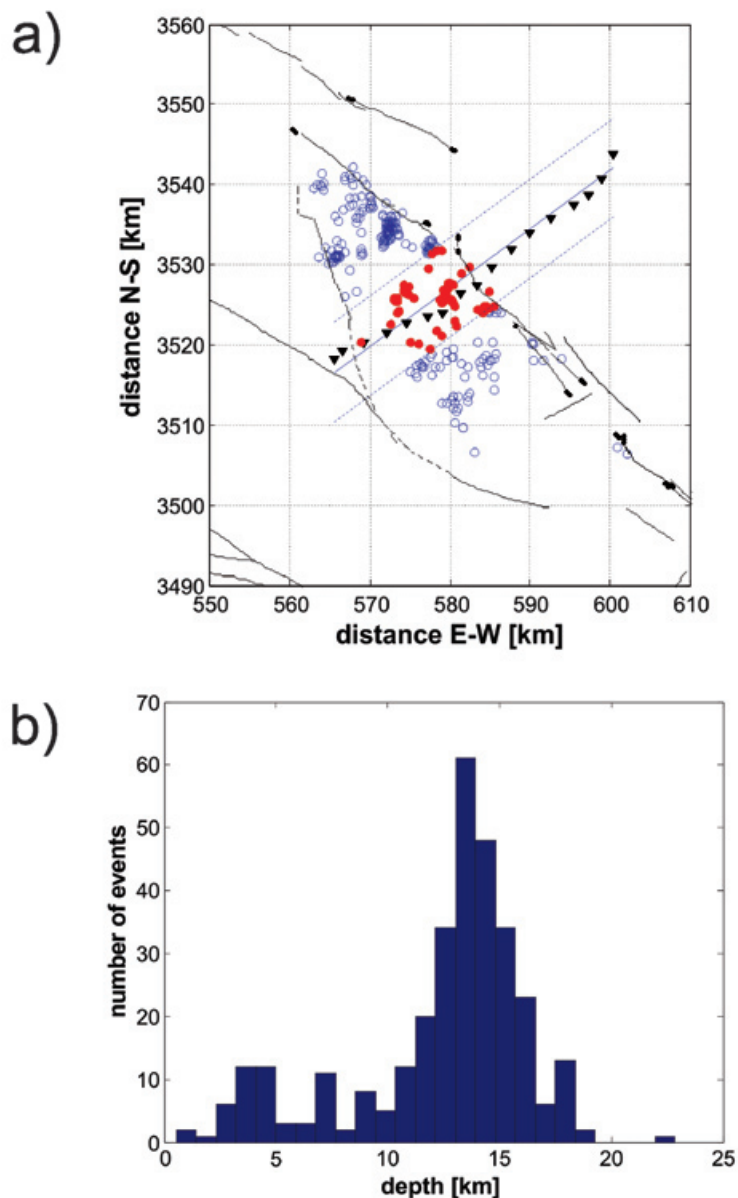 a)
3560
3550
3540
3530
3520
3510
3500
3490
distance N-S [km]
550 560 570 580 590 600 610
distance E-W [km]
b)
70
60
50
40
30
20
10
0
number of events
0 5 10 15 20 25
depth [km]